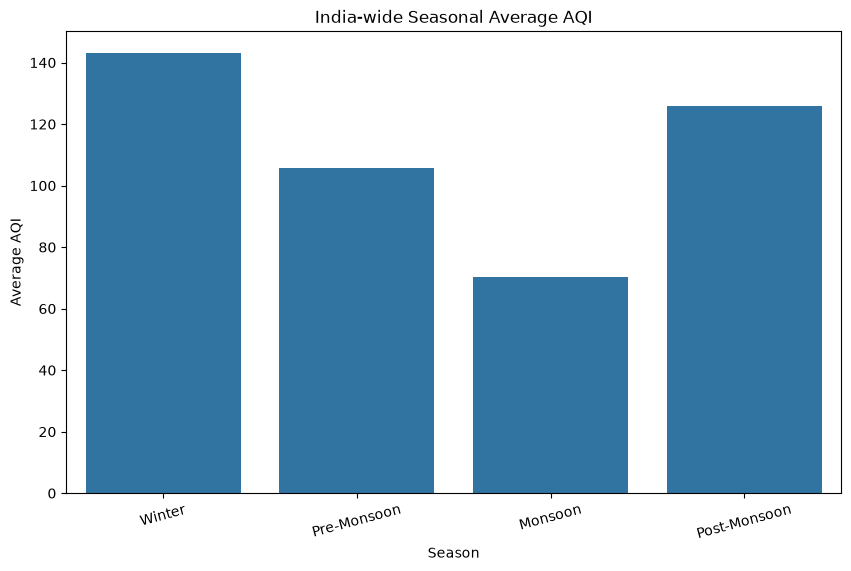 India-wide Seasonal Average AQI
Average AQI
140
120
100
80
60
40
20
0
Winter
Pre-Monsoon
Monsoon
Post-Monsoon
Season